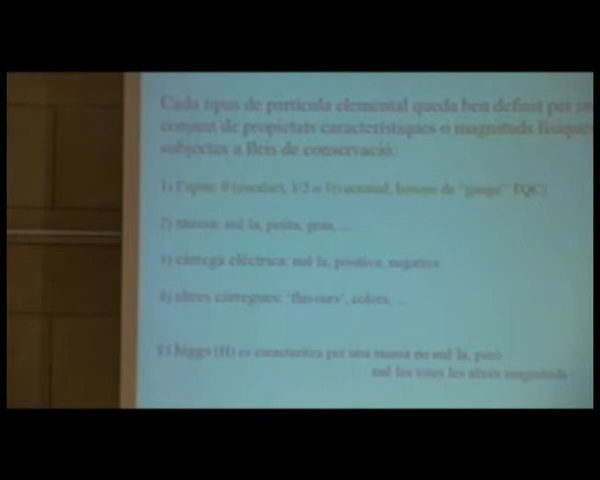 Cada tipus de partícula elemental queda ben definit per un
conjunt de propietats característiques o magnituds físiques
subjectes a lleis de conservació:
1) l'spin: 0 (escalar), 1/2 o 1(vectorial, bosons de "gauge" TQC)
2) massa: nul·la, petita, gran, ...
3) càrrega elèctrica: nul·la, positiva, negativa
4) altres càrregues: 'flavours', colors, ...
El higgs (H) es caracteritza per una massa no nul·la, però
nul·les totes les altres magnituds